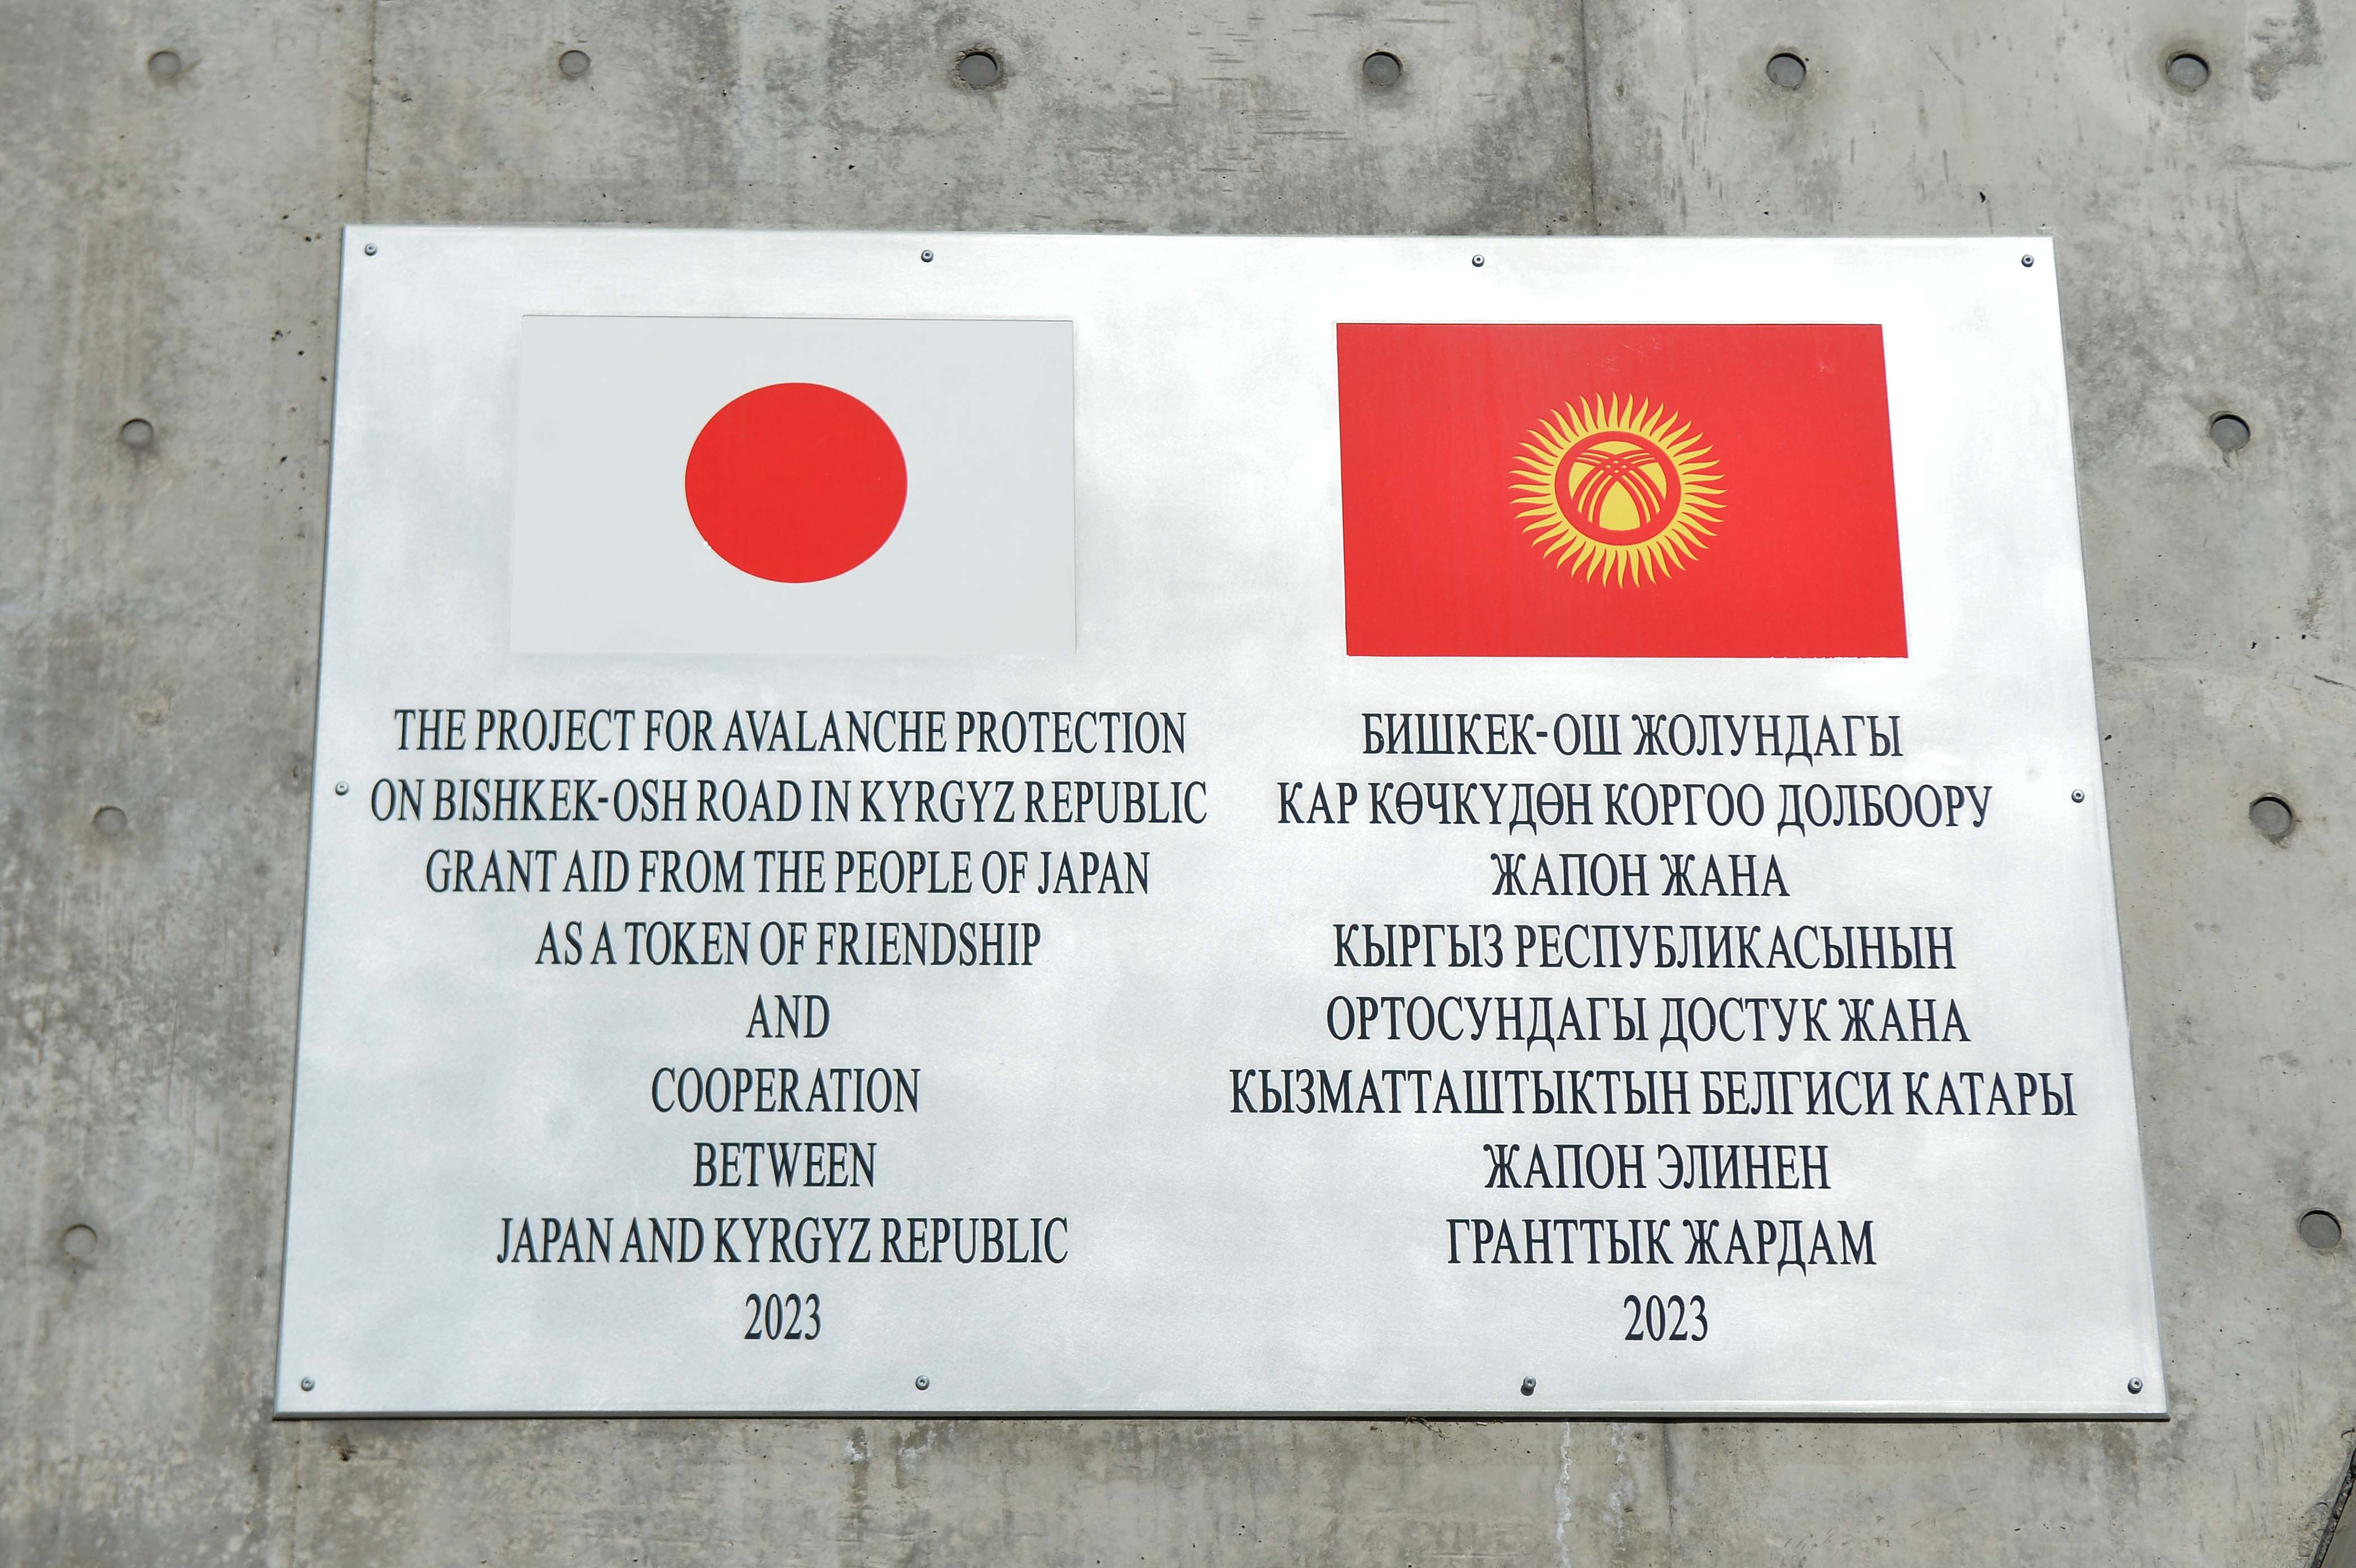 THE PROJECT FOR AVALANCHE PROTECTION
ON BISHKEK-OSH ROAD IN KYRGYZ REPUBLIC
GRANT AID FROM THE PEOPLE OF JAPAN
AS A TOKEN OF FRIENDSHIP
AND
COOPERATION
BETWEEN
JAPAN AND KYRGYZ REPUBLIC
2023
БИШКЕК-ОШ ЖОЛУНДАГЫ
КАР КӨЧКҮДӨН КОРГОО ДОЛБООРУ
ЖАПОН ЖАНА
КЫРГЫЗ РЕСПУБЛИКАСЫНЫН
ОРТОСУНДАГЫ ДОСТУК ЖАНА
КЫЗМАТТАШТЫКТЫН БЕЛГИСИ КАТАРЫ
ЖАПОН ЭЛИНЕН
ГРАНТТЫК ЖАРДАМ
2023